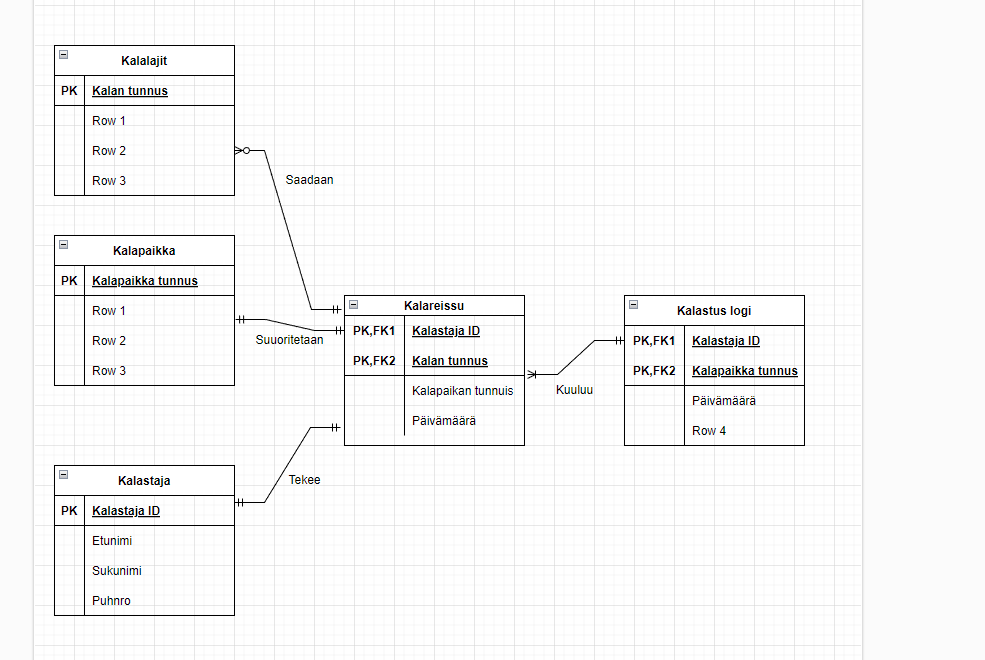 Kalalajit
PK Kalan tunnus
Row 1
Row 2
Row 3
Saadaan
Kalapaikka
PK Kalapaikka tunnus
Row 1
Row 2
Row 3
Suuoritetaan
Kalareissu
PK,FK1 Kalastaja ID
PK,FK2 Kalan tunnus
Kalapaikan tunnuis
Päivämäärä
Kuuluu
Kalastus logi
PK,FK1 Kalastaja ID
PK,FK2 Kalapaikka tunnus
Päivämäärä
Row 4
Tekee
Kalastaja
PK Kalastaja ID
Etunimi
Sukunimi
Puhnro